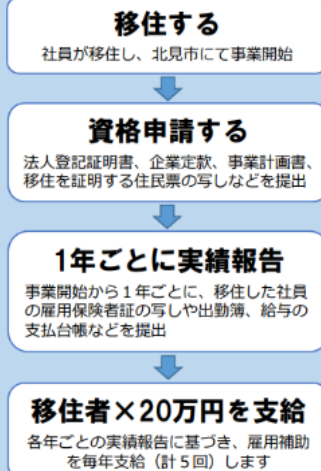 移住する
社員が移住し、北見市にて事業開始
資格申請する
法人登記証明書、企業定款、事業計画書、
移住を証明する住民票の写しなどを提出
1年ごとに実績報告
事業開始から１年ごとに、移住した社員
の雇用保険者証の写しや出勤簿、給与の
支払台帳などを提出
移住者×20万円を支給
各年ごとの実績報告に基づき、雇用補助
を毎年支給（計５回）します